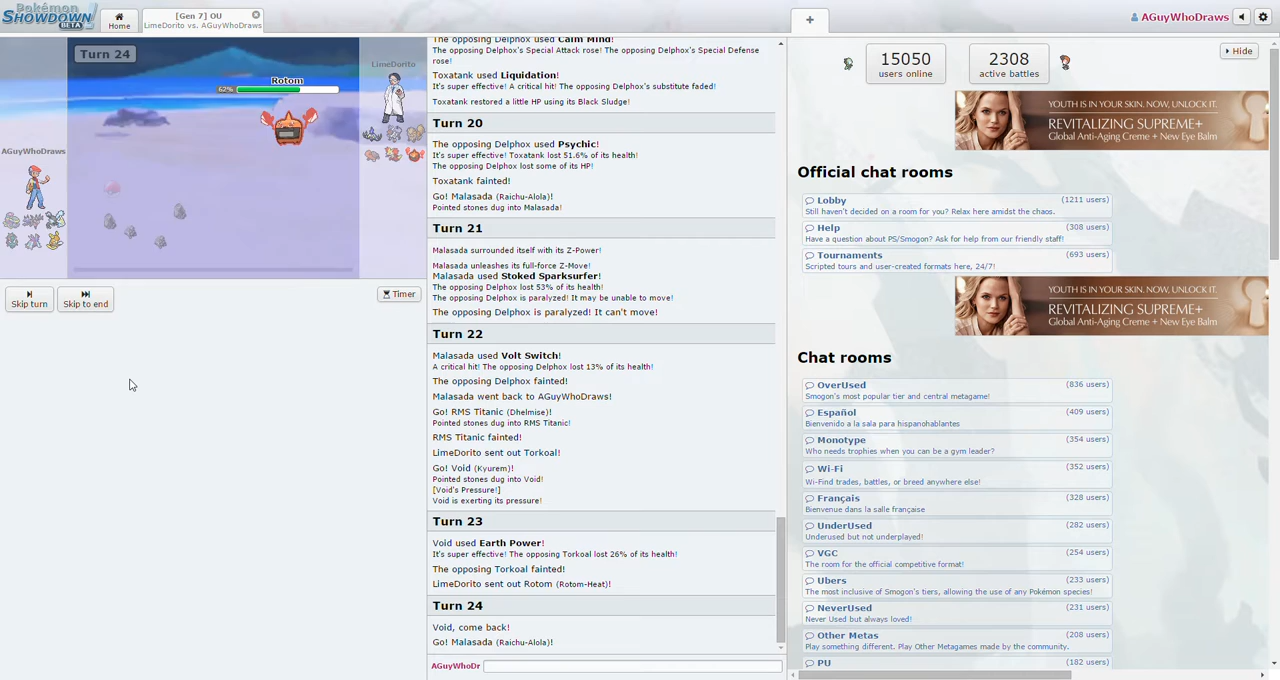 Pokémon
SHOWDOWN
BETA
Home
[Gen 7] OU
LimeDorito vs. AGuyWhoDraws
+
AGuyWhoDraws
Turn 24
Rotom
62%
LimeDorito
AGuyWhoDraws
Skip turn
Skip to end
Timer
The opposing Delphox used Calm Mind!
The opposing Delphox's Special Attack rose! The opposing Delphox's Special Defense
rose!
Toxatank used Liquidation!
It's super effective! A critical hit! The opposing Delphox's substitute faded!
Toxatank restored a little HP using its Black Sludge!
Turn 20
The opposing Delphox used Psychic!
It's super effective! Toxatank lost 51.6% of its health!
The opposing Delphox lost some of its HP!
Toxatank fainted!
Go! Malasada (Raichu-Alola)!
Pointed stones dug into Malasada!
Turn 21
Malasada surrounded itself with its Z-Power!
Malasada unleashes its full-force Z-Move!
Malasada used Stoked Sparksurfer!
The opposing Delphox lost 53% of its health!
The opposing Delphox is paralyzed! It may be unable to move!
The opposing Delphox is paralyzed! It can't move!
Turn 22
Malasada used Volt Switch!
A critical hit! The opposing Delphox lost 13% of its health!
The opposing Delphox fainted!
Malasada went back to AGuyWhoDraws!
Go! RMS Titanic (Dhelmise)!
Pointed stones dug into RMS Titanic!
RMS Titanic fainted!
LimeDorito sent out Torkoal!
Go! Void (Kyurem)!
Pointed stones dug into Void!
[Void's Pressure!]
Void is exerting its pressure!
Turn 23
Void used Earth Power!
It's super effective! The opposing Torkoal lost 26% of its health!
The opposing Torkoal fainted!
LimeDorito sent out Rotom (Rotom-Heat)!
Turn 24
Void, come back!
Go! Malasada (Raichu-Alola)!
AGuyWhoDr
15050
users online
2308
active battles
Hide
YOUTH IS IN YOUR SKIN. NOW, UNLOCK IT.
REVITALIZING SUPREME+
Global Anti-Aging Creme + New Eye Balm
Official chat rooms
Lobby (1211 users)
Still haven't decided on a room for you? Relax here amidst the chaos.
Help (308 users)
Have a question about PS/Smogon? Ask for help from our friendly staff!
Tournaments (693 users)
Scripted tours and user-created formats here, 24/7!
YOUTH IS IN YOUR SKIN. NOW, UNLOCK IT.
REVITALIZING SUPREME+
Global Anti-Aging Creme + New Eye Balm
Chat rooms
OverUsed (836 users)
Smogon's most popular tier and central metagame!
Español (409 users)
Bienvenido a la sala para hispanohablantes
Monotype (354 users)
Who needs trophies when you can be a gym leader?
Wi-Fi (352 users)
Wi-Find trades, battles, or breed anywhere else!
Français (328 users)
Bienvenue dans la salle française
UnderUsed (282 users)
Underused but not underplayed!
VGC (254 users)
The room for the official competitive format!
Ubers (233 users)
The most inclusive of Smogon's tiers, allowing the use of any Pokémon species!
NeverUsed (231 users)
Never Used but always loved!
Other Metas (208 users)
Play something different. Play Other Metagames made by the community.
PU (182 users)